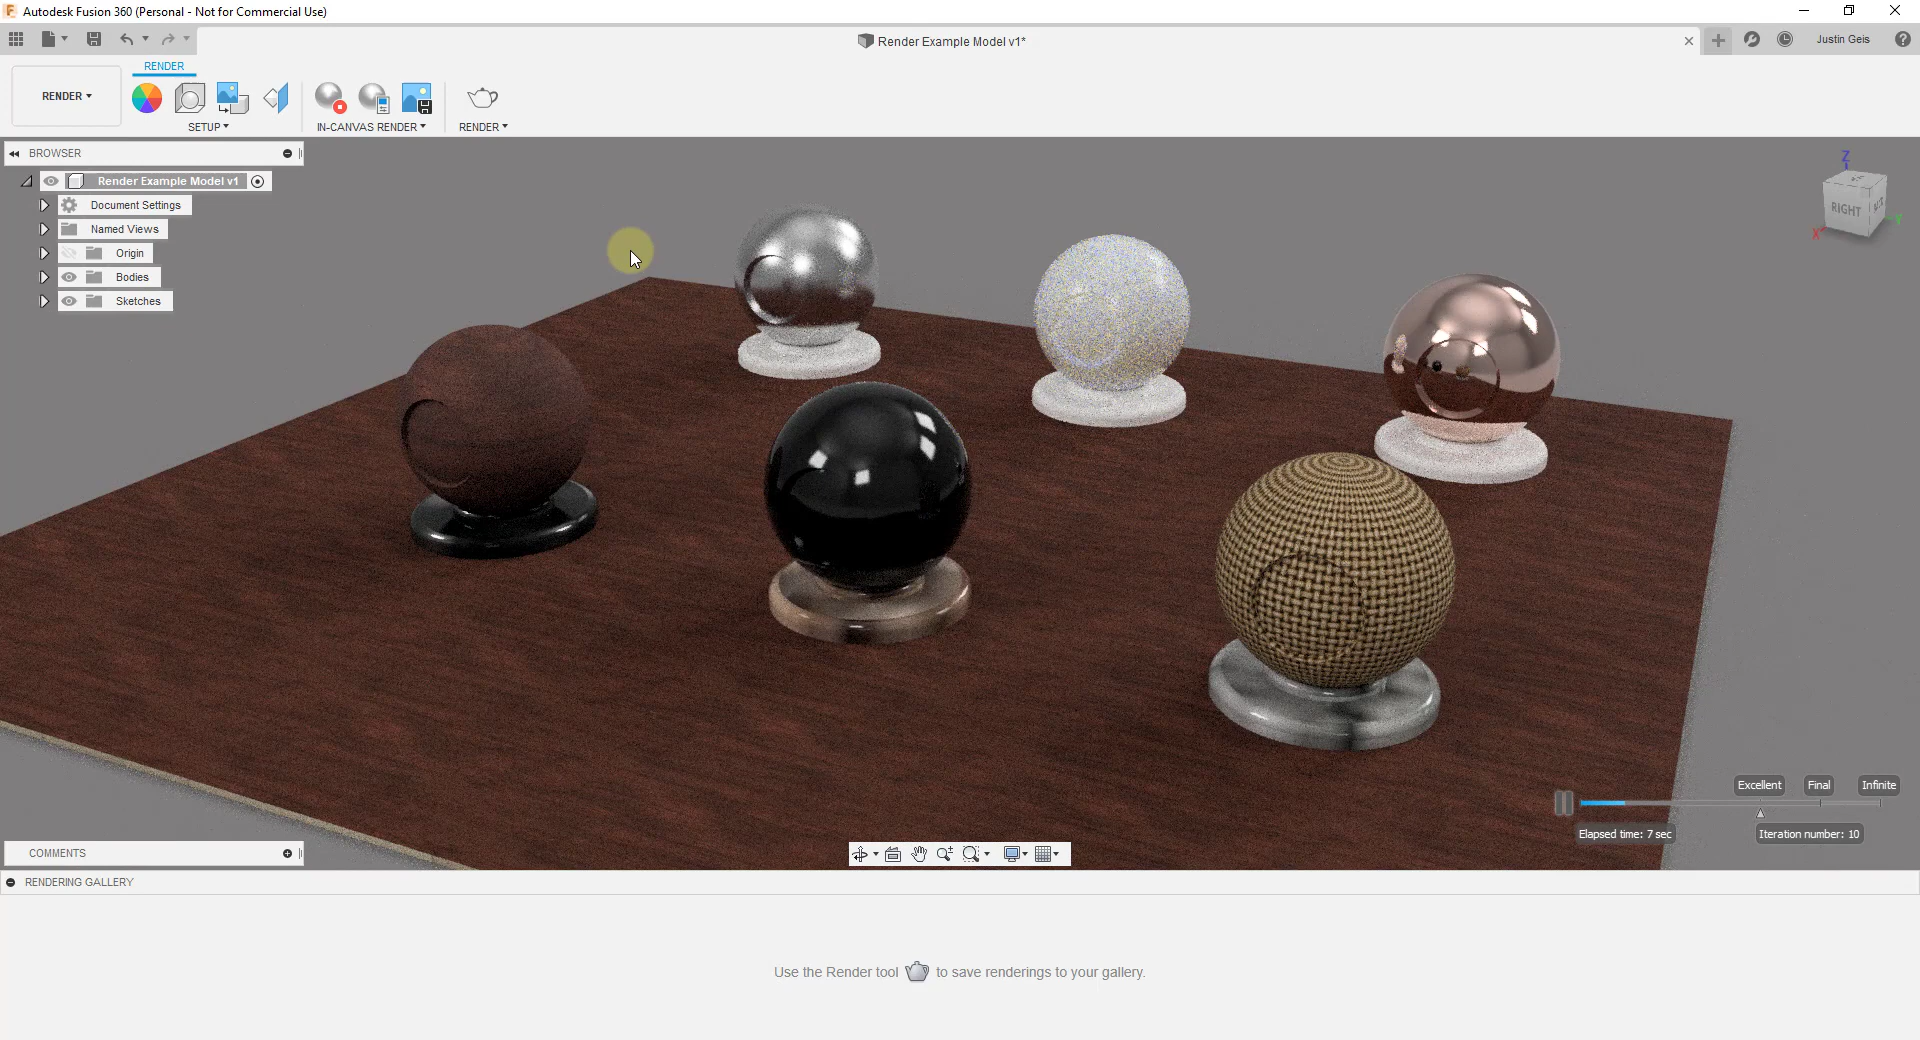 Autodesk Fusion 360 (Personal - Not for Commercial Use)
Render Example Model v1*
Justin Geis
RENDER
RENDER
SETUP
IN-CANVAS RENDER
RENDER
BROWSER
Render Example Model v1
Document Settings
Named Views
Origin
Bodies
Sketches
Z
RIGHT
X
Y
Excellent
Final
Infinite
Elapsed time: 7 sec
Iteration number: 10
COMMENTS
RENDERING GALLERY
Use the Render tool to save renderings to your gallery.